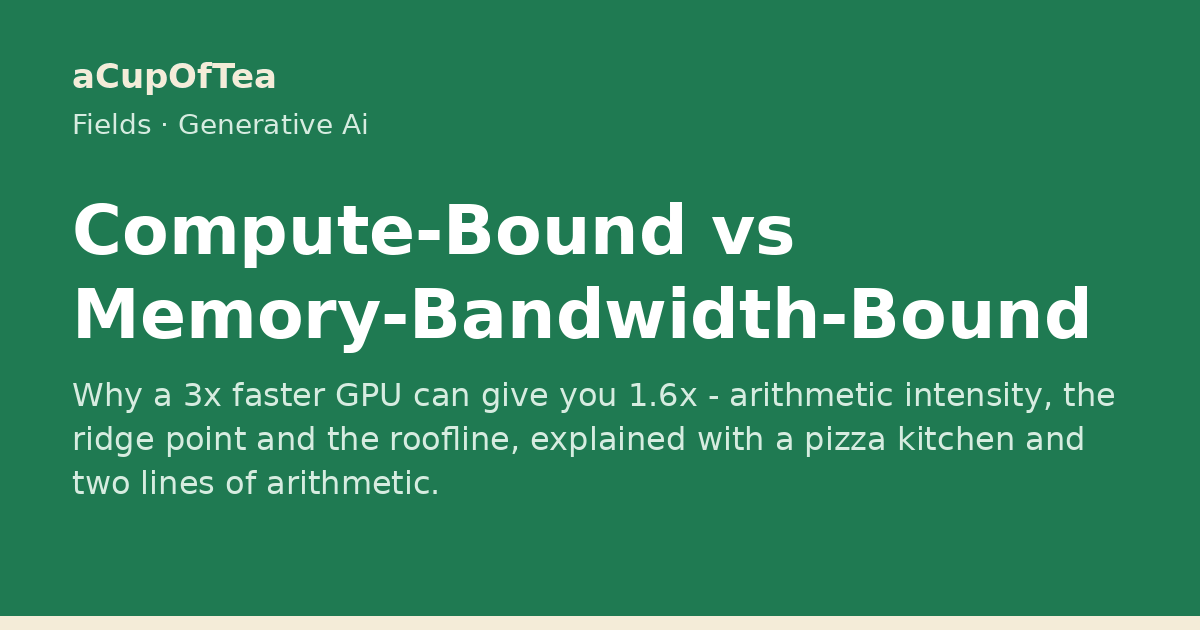 aCupOfTea
Fields · Generative Ai
Compute-Bound vs
Memory-Bandwidth-Bound
Why a 3x faster GPU can give you 1.6x - arithmetic intensity, the
ridge point and the roofline, explained with a pizza kitchen and
two lines of arithmetic.